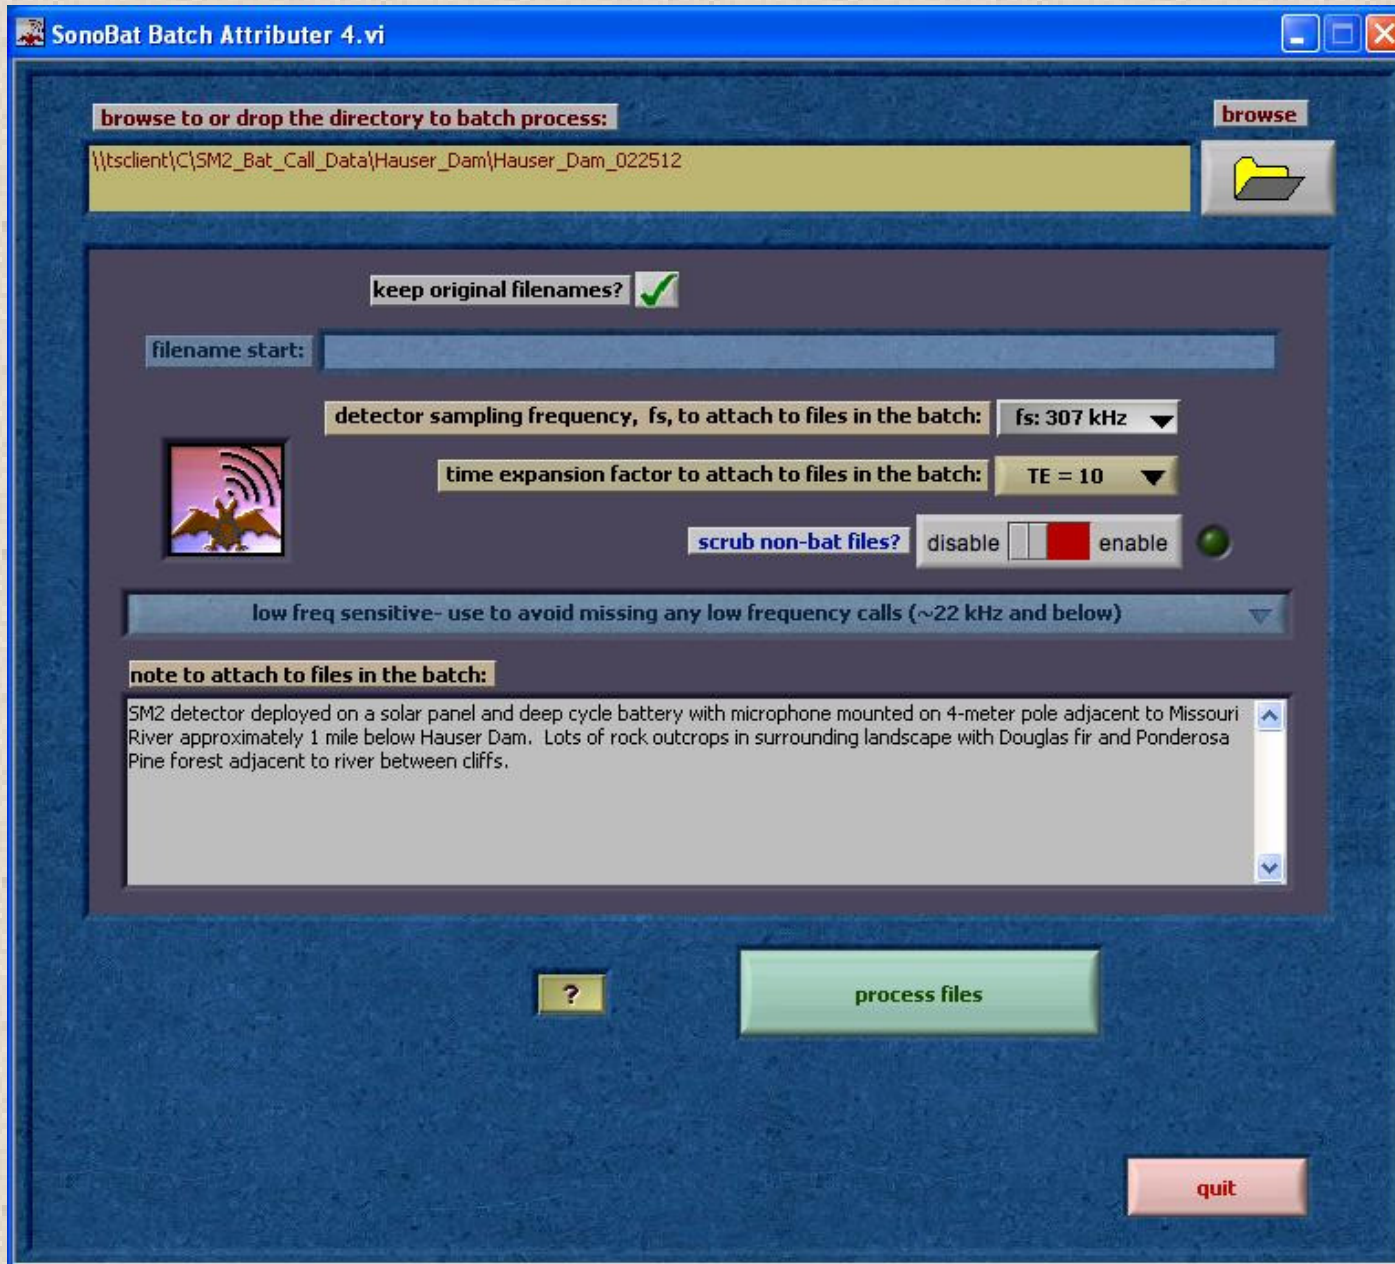 SonoBat Batch Attributer 4.vi
browse to or drop the directory to batch process:
browse
\\tsclient\C\SM2_Bat_Call_Data\Hauser_Dam\Hauser_Dam_022512
keep original filenames?
filename start:
detector sampling frequency, fs, to attach to files in the batch:
fs: 307 kHz
time expansion factor to attach to files in the batch:
TE = 10
scrub non-bat files?
disable
enable
low freq sensitive- use to avoid missing any low frequency calls (~22 kHz and below)
note to attach to files in the batch:
SM2 detector deployed on a solar panel and deep cycle battery with microphone mounted on 4-meter pole adjacent to Missouri
River approximately 1 mile below Hauser Dam. Lots of rock outcrops in surrounding landscape with Douglas fir and Ponderosa
Pine forest adjacent to river between cliffs.
?
process files
quit